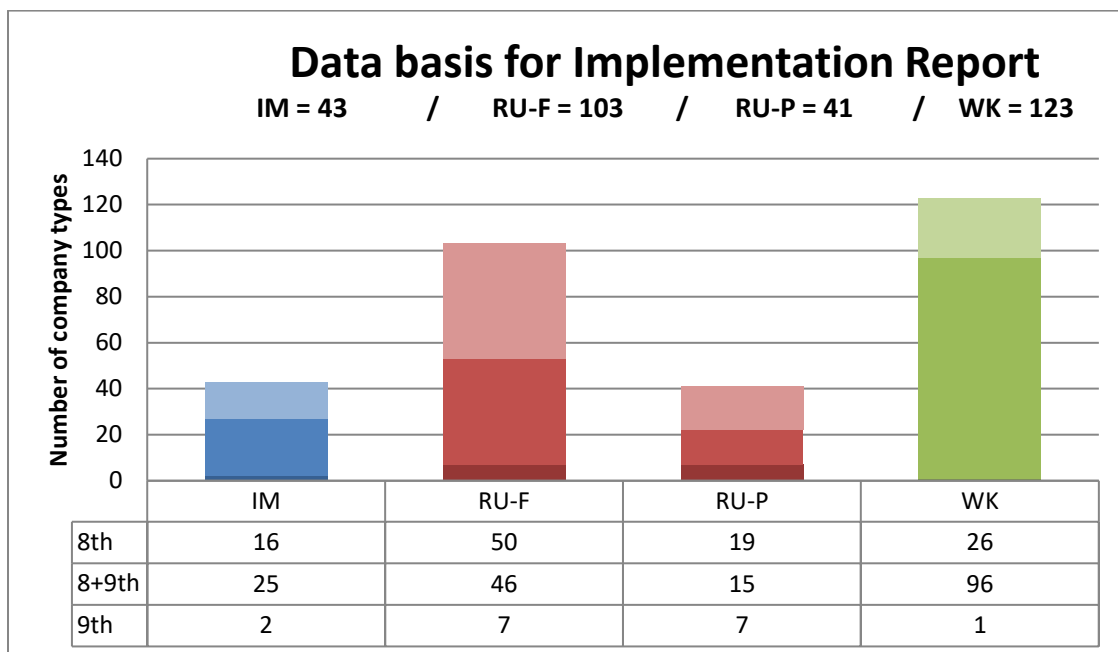 Data basis for Implementation Report
IM = 43 / RU-F = 103 / RU-P = 41 / WK = 123
Number of company types
140
120
100
80
60
40
20
0
IM RU-F RU-P WK
8th 16 50 19 26
8+9th 25 46 15 96
9th 2 7 7 1